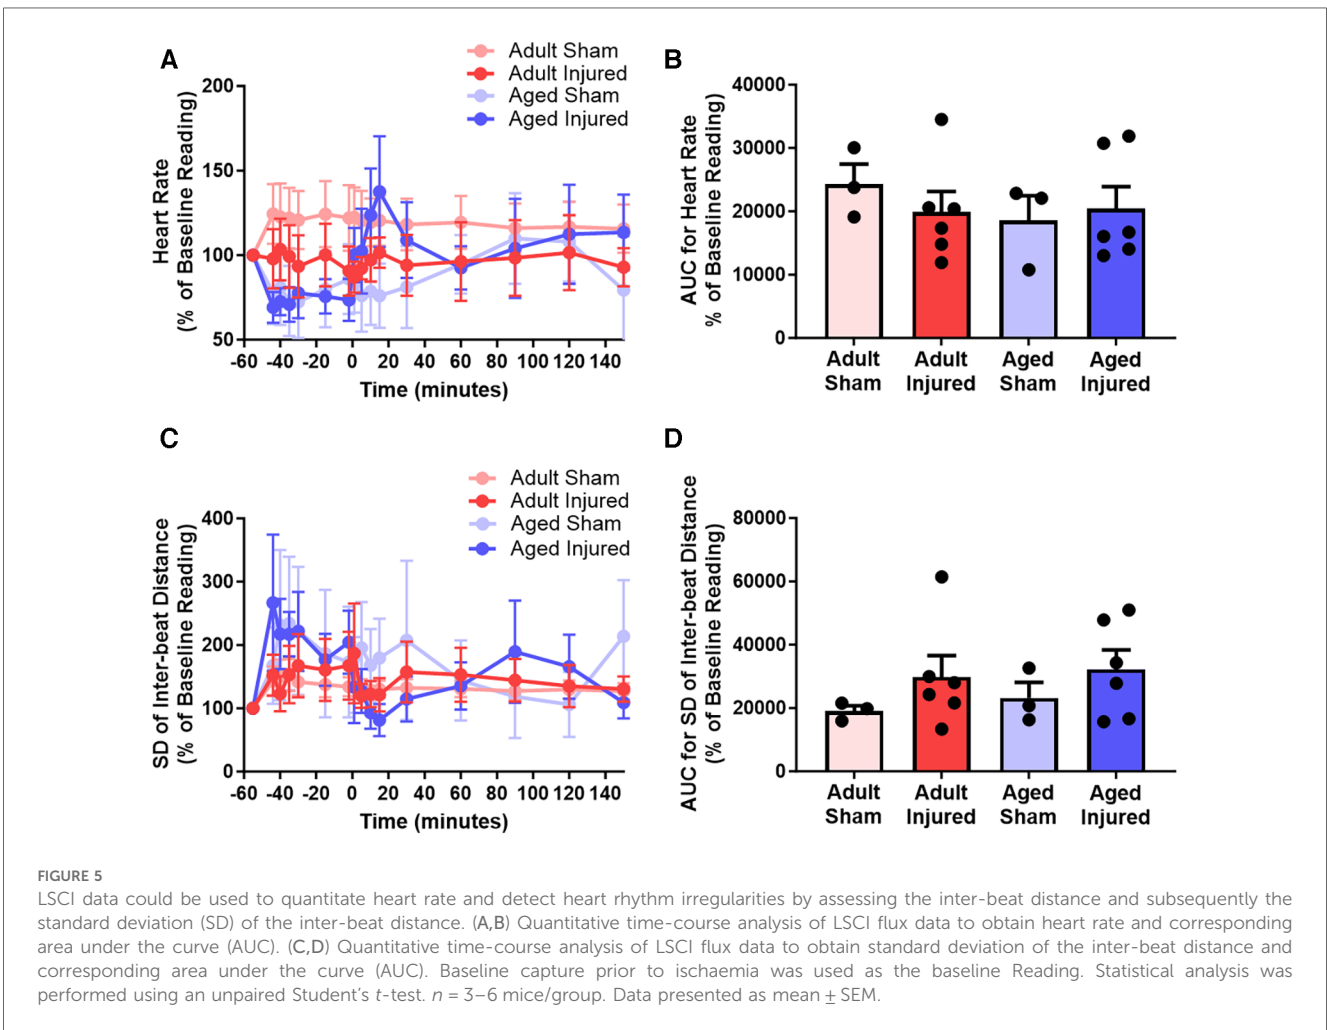 A
Adult Sham
Adult Injured
Aged Sham
Aged Injured
Heart Rate
(% of Baseline Reading)
200
150
100
50
-60 -40 -20 0 20 40 60 80 100 120 140
Time (minutes)
B
AUC for Heart Rate
% of Baseline Reading)
40000
30000
20000
10000
0
Adult Sham
Adult Injured
Aged Sham
Aged Injured
C
Adult Sham
Adult Injured
Aged Sham
Aged Injured
SD of Inter-beat Distance
(% of Baseline Reading)
400
300
200
100
0
-60 -40 -20 0 20 40 60 80 100 120 140
Time (minutes)
D
AUC for SD of Inter-beat Distance
(% of Baseline Reading)
80000
60000
40000
20000
0
Adult Sham
Adult Injured
Aged Sham
Aged Injured
FIGURE 5
LSCI data could be used to quantitate heart rate and detect heart rhythm irregularities by assessing the inter-beat distance and subsequently the
standard deviation (SD) of the inter-beat distance. (A,B) Quantitative time-course analysis of LSCI flux data to obtain heart rate and corresponding
area under the curve (AUC). (C,D) Quantitative time-course analysis of LSCI flux data to obtain standard deviation of the inter-beat distance and
corresponding area under the curve (AUC). Baseline capture prior to ischaemia was used as the baseline Reading. Statistical analysis was
performed using an unpaired Student's t-test. n = 3–6 mice/group. Data presented as mean ± SEM.